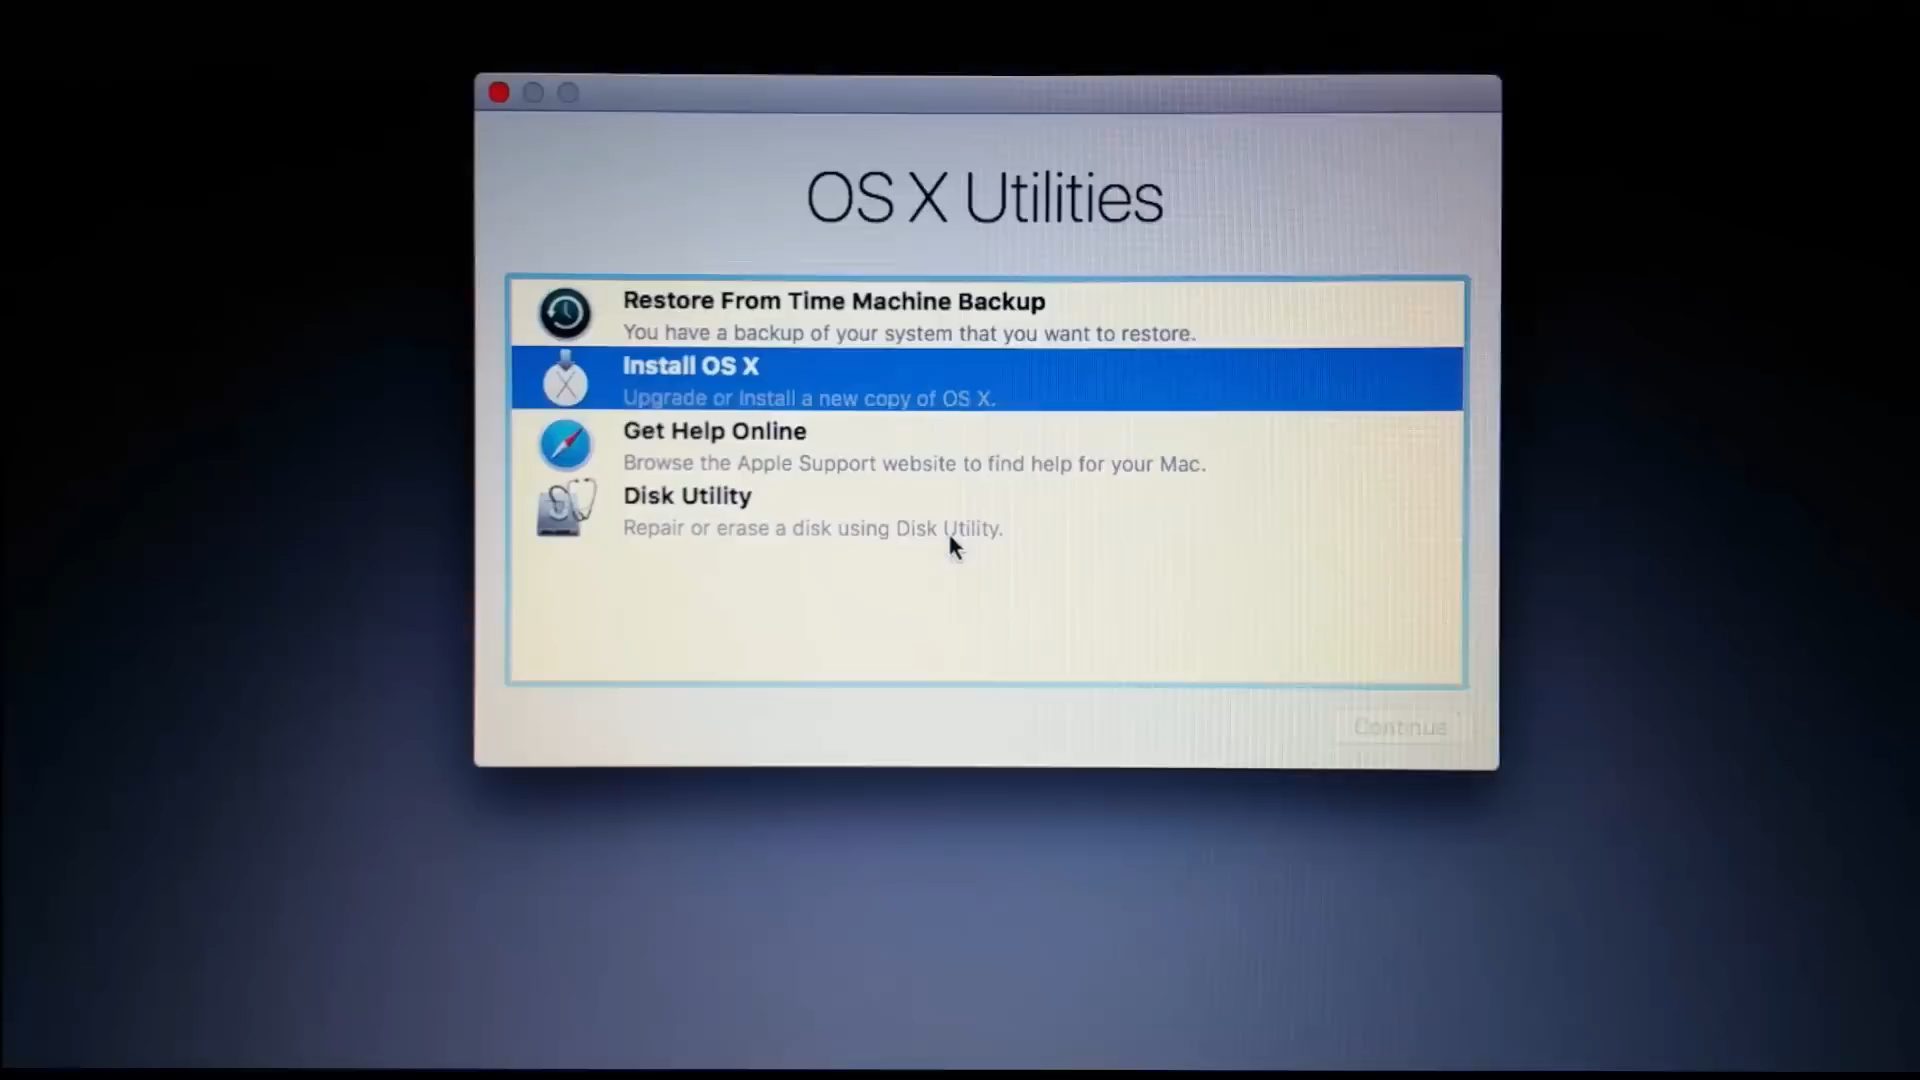 OS X Utilities
Restore From Time Machine Backup
You have a backup of your system that you want to restore.
Install OS X
Upgrade or Install a new copy of OS X.
Get Help Online
Browse the Apple Support website to find help for your Mac.
Disk Utility
Repair or erase a disk using Disk Utility.
Continue